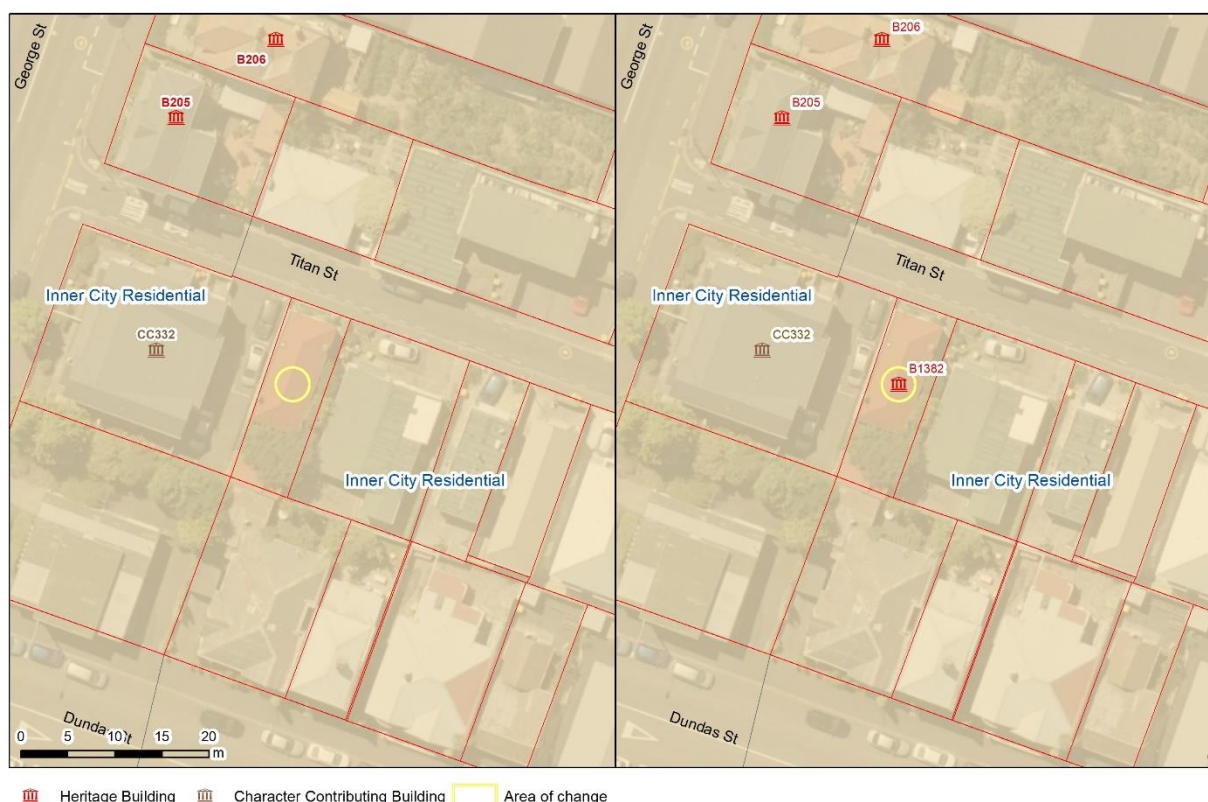 George St
B206
B205
Titan St
Inner City Residential
CC332
Inner City Residential
Dundas St
0 5 10 15 20
m
George St
B206
B205
Titan St
Inner City Residential
CC332
B1382
Inner City Residential
Dundas St
Heritage Building Character Contributing Building Area of change